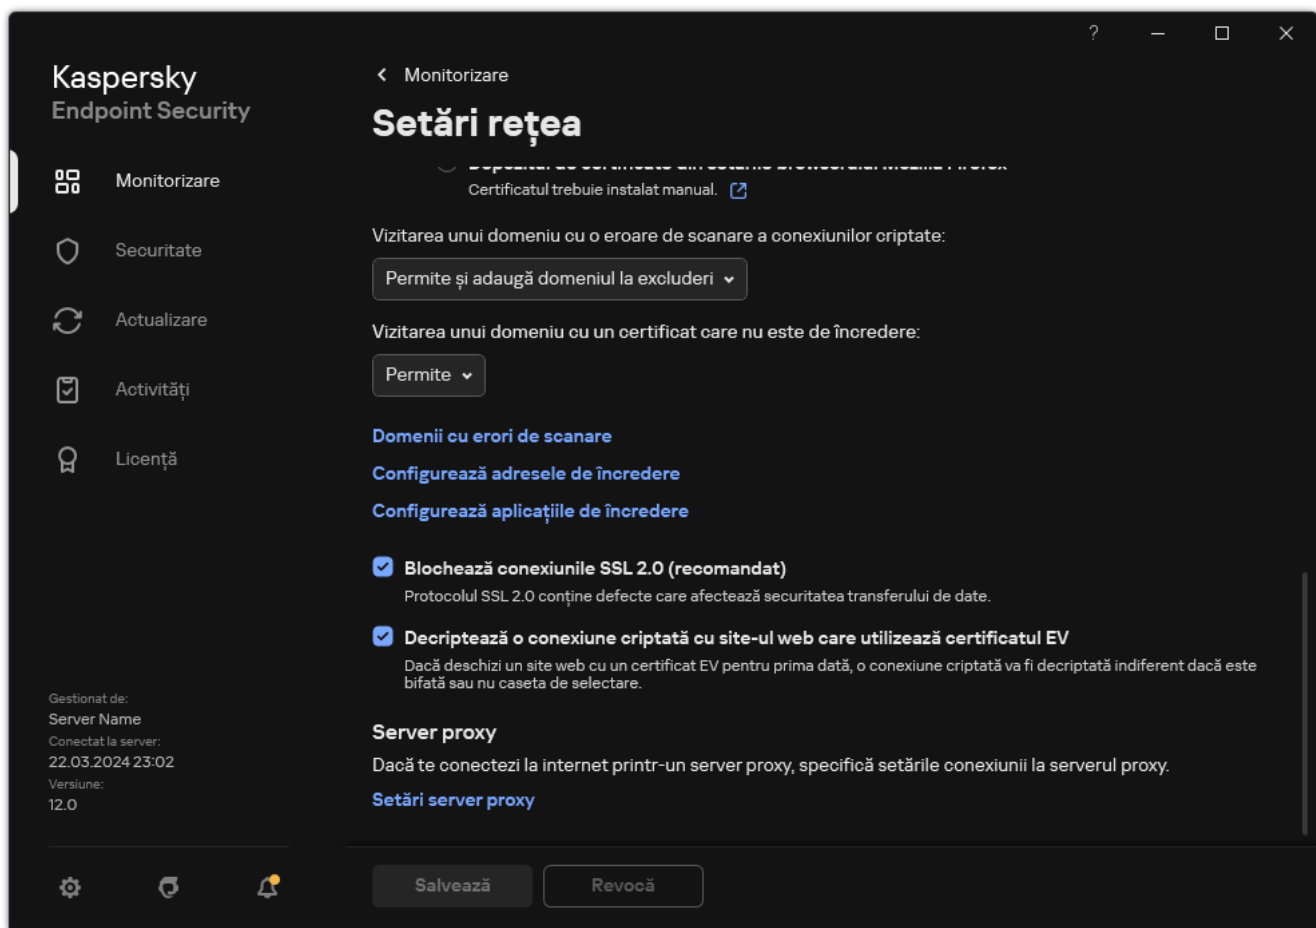 ?
Kaspersky
Endpoint Security
Monitorizare
Securitate
Actualizare
Activități
Licență
Gestionat de:
Server Name
Conectat la server:
22.03.2024 23:02
Versiune:
12.0
Monitorizare
Setări rețea
Certificatul trebuie instalat manual.
Vizitarea unui domeniu cu o eroare de scanare a conexiunilor criptate:
Permite și adaugă domeniul la excluderi
Vizitarea unui domeniu cu un certificat care nu este de încredere:
Permite
Domenii cu erori de scanare
Configurează adresele de încredere
Configurează aplicațiile de încredere
Blochează conexiunile SSL 2.0 (recomandat)
Protocolul SSL 2.0 conține defecte care afectează securitatea transferului de date.
Decriptează o conexiune criptată cu site-ul web care utilizează certificatul EV
Dacă deschizi un site web cu un certificat EV pentru prima dată, o conexiune criptată va fi decriptată indiferent dacă este
bifată sau nu caseta de selectare.
Server proxy
Dacă te conectezi la internet printr-un server proxy, specifică setările conexiunii la serverul proxy.
Setări server proxy
Salvează
Revocă